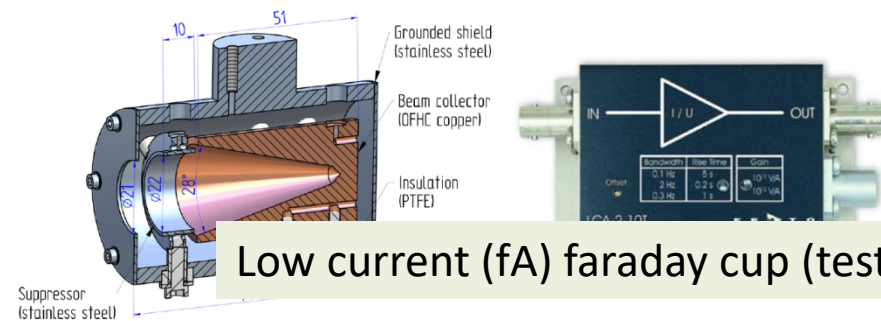 10
51
Grounded shield
(stainless steel)
Beam collector
(OFHC copper)
Insulation
(PTFE)
Ø21
Ø22
28°
Suppressor
(stainless steel)
IN
I / U
OUT
Bandwidth Rise Time Gain
0.1 Hz 5 s
2 Hz 0.2 s
0.3 Hz 1 s
Offset
Low current (fA) faraday cup (test